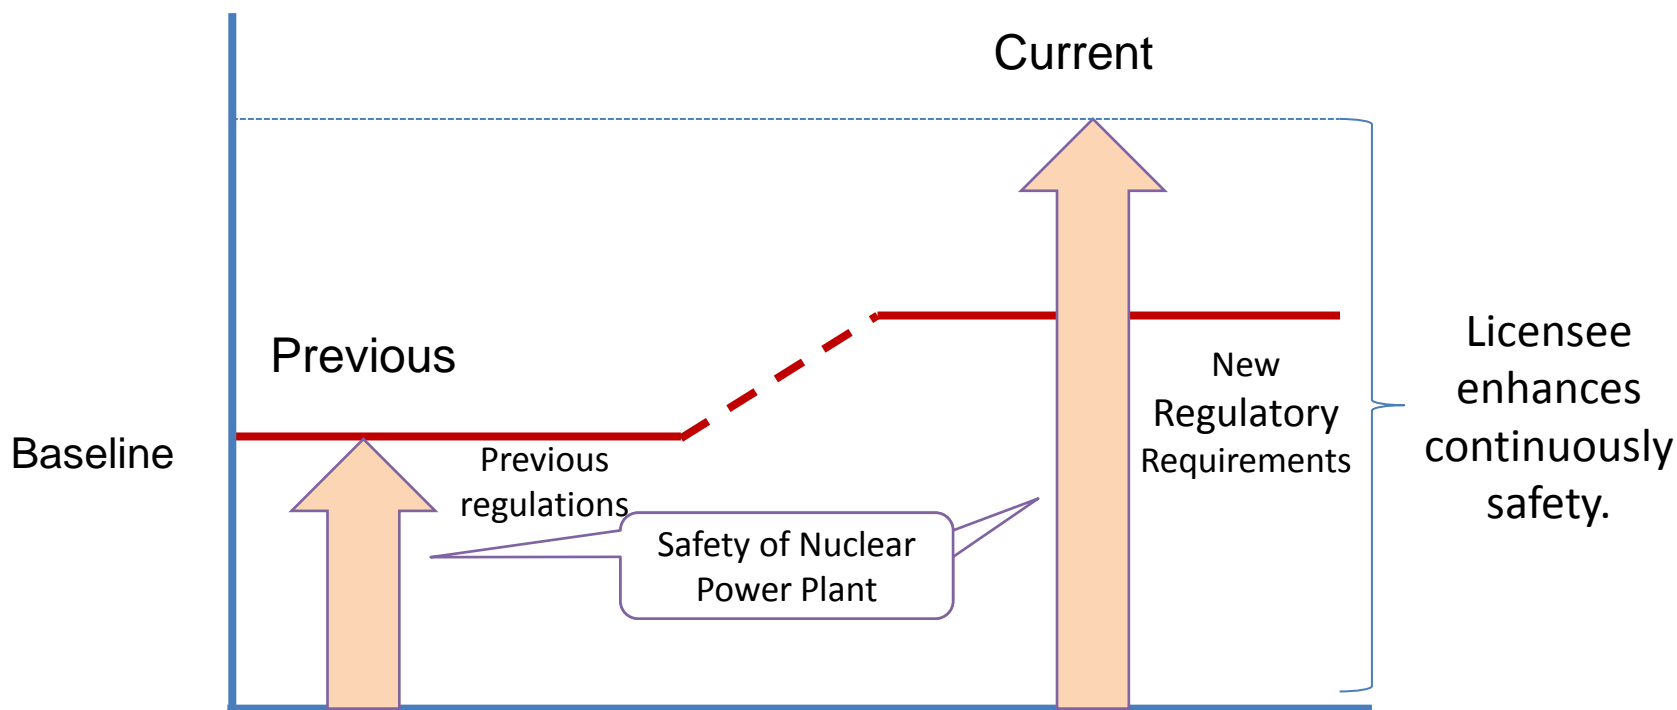 Current
Previous
Baseline
Previous
regulations
New
Regulatory
Requirements
Safety of Nuclear
Power Plant
Licensee
enhances
continuously
safety.